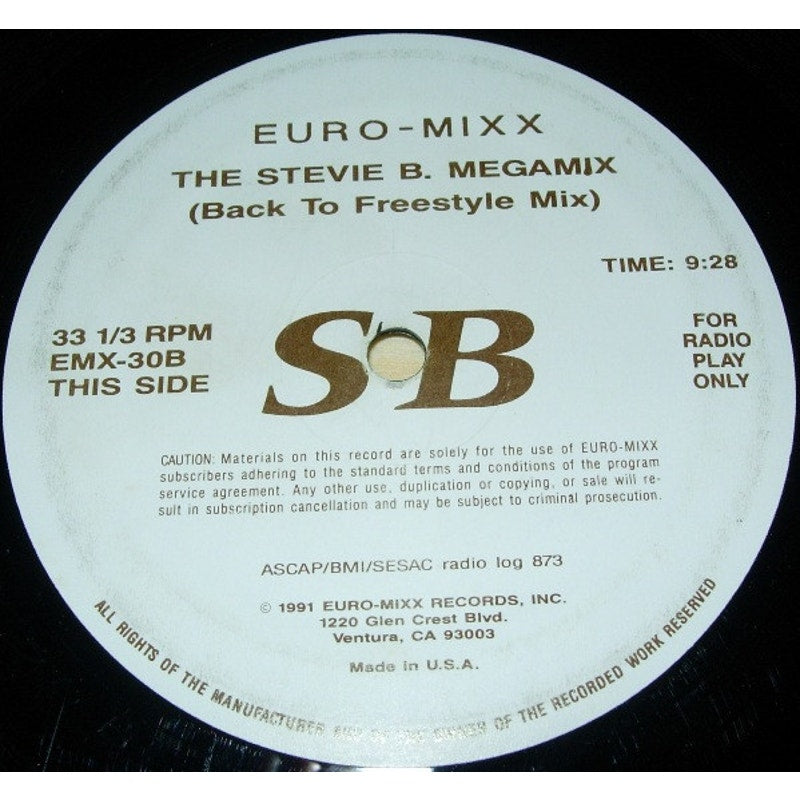 EURO-MIXX
THE STEVIE B. MEGAMIX
(Back To Freestyle Mix)
TIME: 9:28
33 1/3 RPM
EMX-30B
THIS SIDE
SB
FOR
RADIO
PLAY
ONLY
CAUTION: Materials on this record are solely for the use of EURO-MIXX
subscribers adhering to the standard terms and conditions of the program
service agreement. Any other use, duplication or copying, or sale will re-
sult in subscription cancellation and may be subject to criminal prosecution.
ASCAP/BMI/SESAC radio log 873
© 1991 EURO-MIXX RECORDS, INC.
1220 Glen Crest Blvd.
Ventura, CA 93003
Made in U.S.A.
ALL RIGHTS OF THE MANUFACTURER AND OF THE OWNER OF THE RECORDED WORK RESERVED